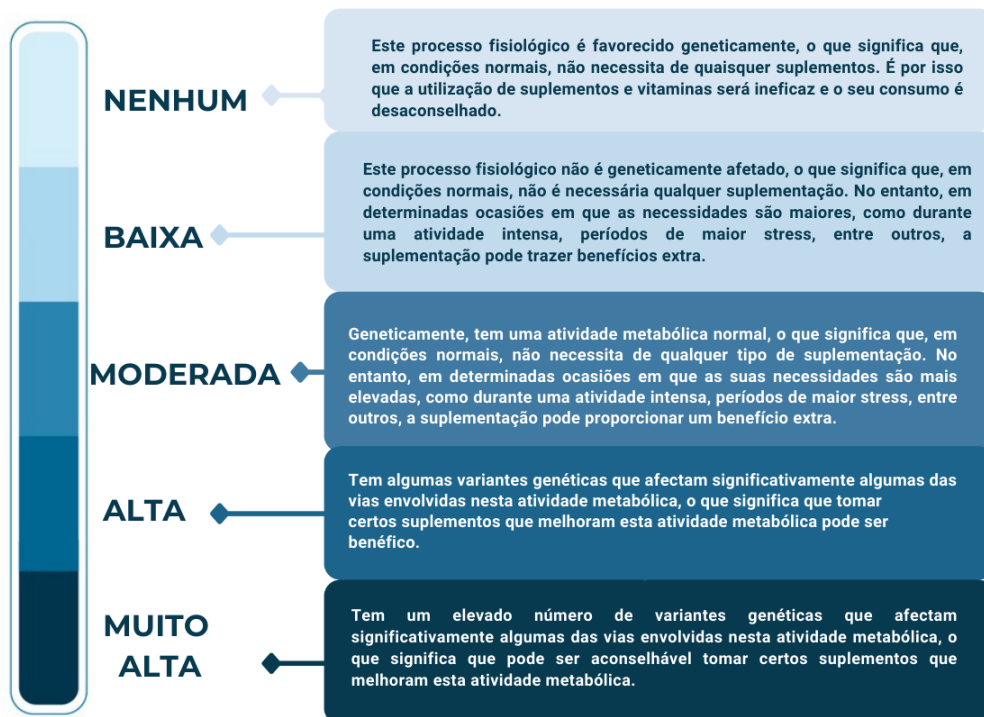 NENHUM
Este processo fisiológico é favorecido geneticamente, o que significa que,
em condições normais, não necessita de quaisquer suplementos. É por isso
que a utilização de suplementos e vitaminas será ineficaz e o seu consumo é
desaconselhado.
BAIXA
Este processo fisiológico não é geneticamente afetado, o que significa que, em
condições normais, não é necessária qualquer suplementação. No entanto, em
determinadas ocasiões em que as necessidades são maiores, como durante
uma atividade intensa, períodos de maior stress, entre outros, a
suplementação pode trazer benefícios extra.
MODERADA
Geneticamente, tem uma atividade metabólica normal, o que significa que, em
condições normais, não necessita de qualquer tipo de suplementação. No
entanto, em determinadas ocasiões em que as suas necessidades são mais
elevadas, como durante uma atividade intensa, períodos de maior stress, entre
outros, a suplementação pode proporcionar um benefício extra.
ALTA
Tem algumas variantes genéticas que afectam significativamente algumas das
vias envolvidas nesta atividade metabólica, o que significa que tomar
certos suplementos que melhoram esta atividade metabólica pode ser
benéfico.
MUITO
ALTA
Tem um elevado número de variantes genéticas que afectam
significativamente algumas das vias envolvidas nesta atividade metabólica, o
que significa que pode ser aconselhável tomar certos suplementos que
melhoram esta atividade metabólica.